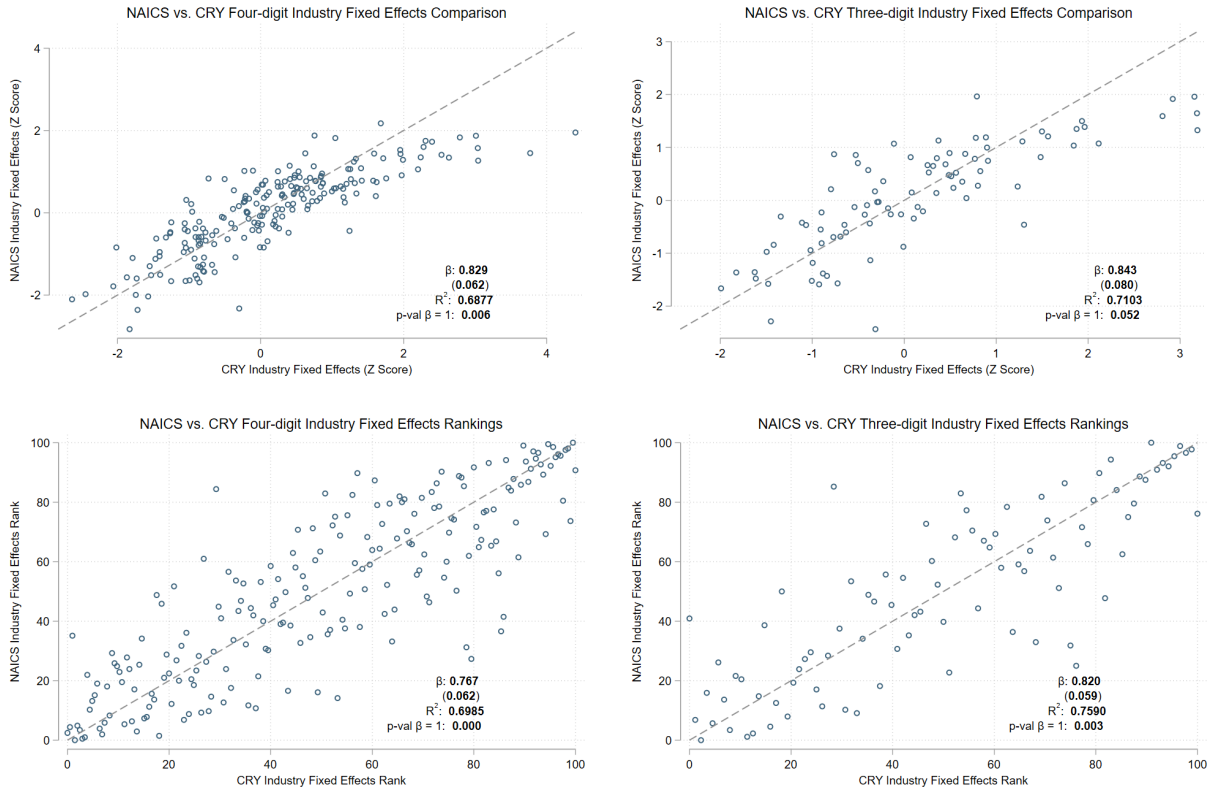 NAICS vs. CRY Four-digit Industry Fixed Effects Comparison
NAICS Industry Fixed Effects (Z Score)
4
2
0
-2
β: 0.829
(0.062)
R²: 0.6877
p-val β = 1: 0.006
-2 0 2 4
CRY Industry Fixed Effects (Z Score)
NAICS vs. CRY Three-digit Industry Fixed Effects Comparison
NAICS Industry Fixed Effects (Z Score)
3
2
1
0
-1
-2
β: 0.843
(0.080)
R²: 0.7103
p-val β = 1: 0.052
-2 -1 0 1 2 3
CRY Industry Fixed Effects (Z Score)
NAICS vs. CRY Four-digit Industry Fixed Effects Rankings
NAICS Industry Fixed Effects Rank
100
80
60
40
20
0
β: 0.767
(0.062)
R²: 0.6985
p-val β = 1: 0.000
0 20 40 60 80 100
CRY Industry Fixed Effects Rank
NAICS vs. CRY Three-digit Industry Fixed Effects Rankings
NAICS Industry Fixed Effects Rank
100
80
60
40
20
0
β: 0.820
(0.059)
R²: 0.7590
p-val β = 1: 0.003
0 20 40 60 80 100
CRY Industry Fixed Effects Rank